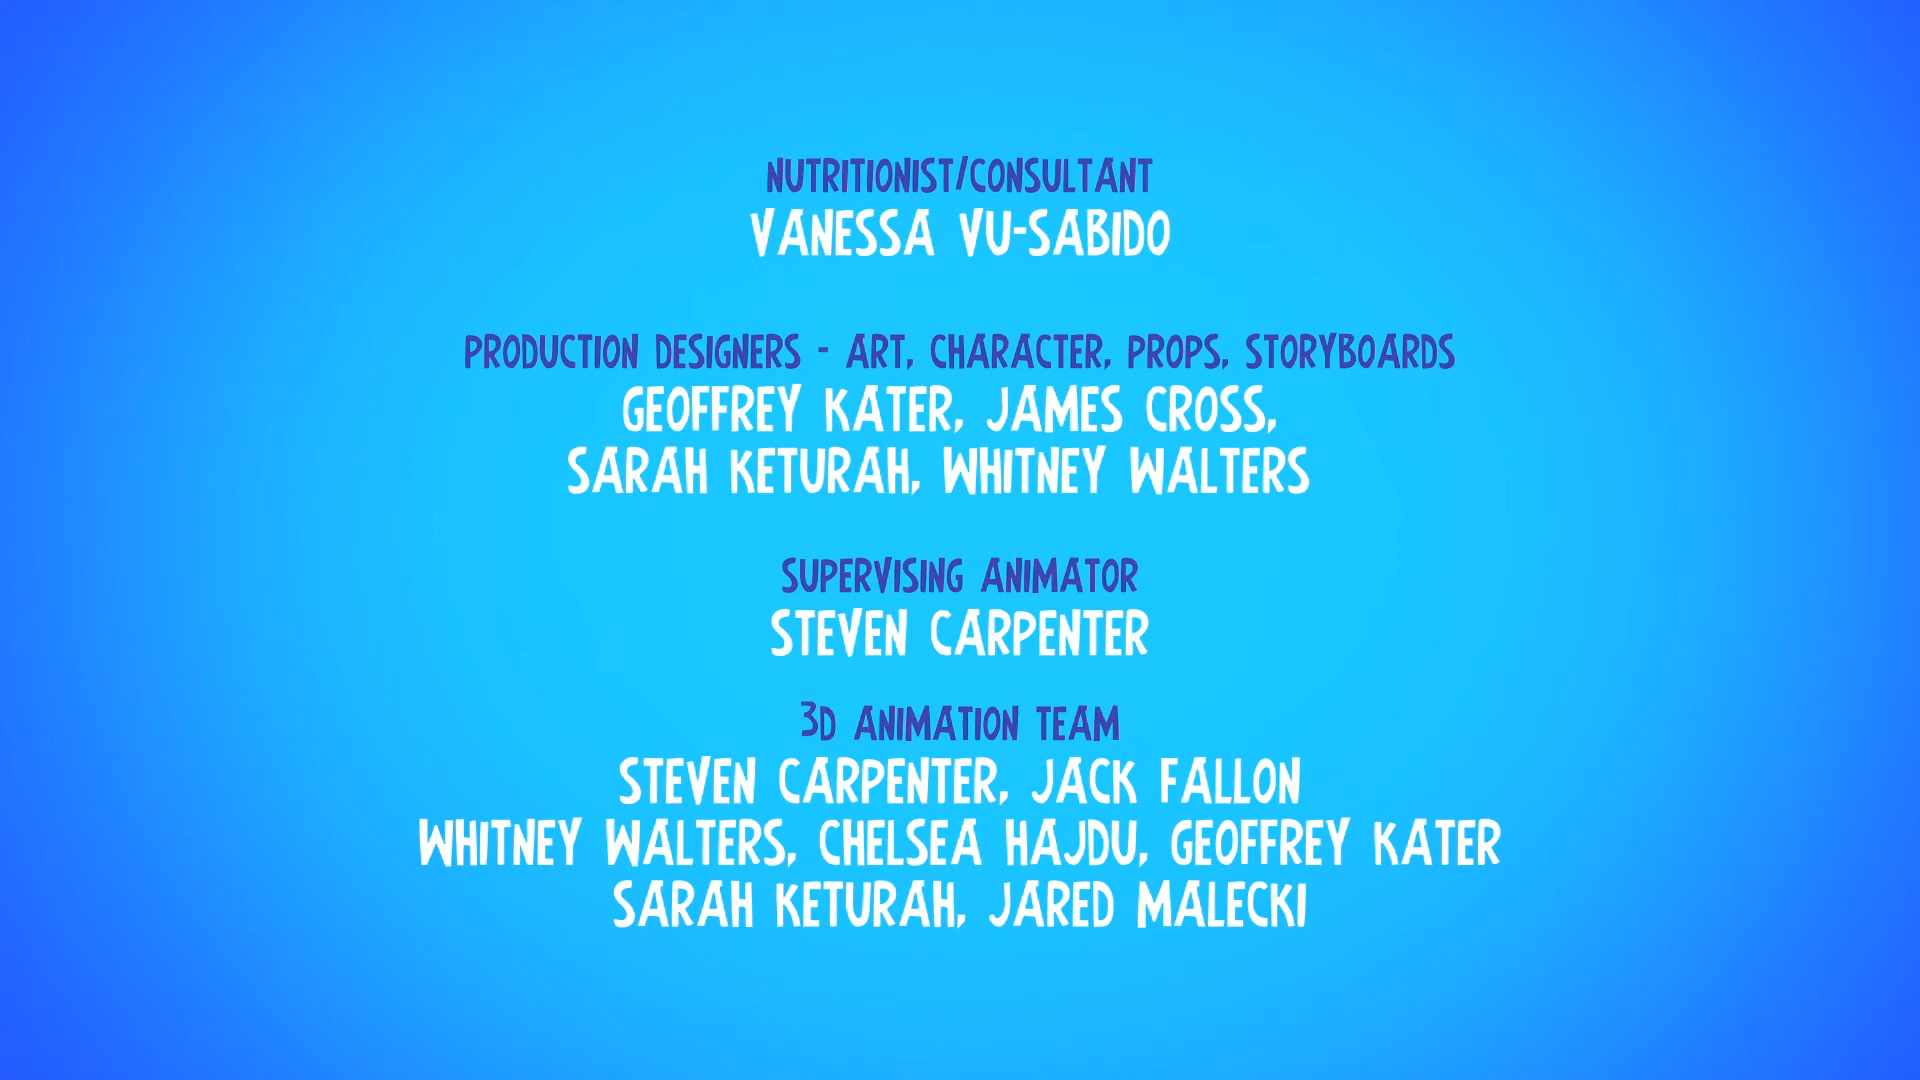 NUTRITIONIST/CONSULTANT
VANESSA VU-SABIDO
PRODUCTION DESIGNERS - ART, CHARACTER, PROPS, STORYBOARDS
GEOFFREY KATER, JAMES CROSS,
SARAH KETURAH, WHITNEY WALTERS
SUPERVISING ANIMATOR
STEVEN CARPENTER
3D ANIMATION TEAM
STEVEN CARPENTER, JACK FALLON
WHITNEY WALTERS, CHELSEA HAJDU, GEOFFREY KATER
SARAH KETURAH, JARED MALECKI